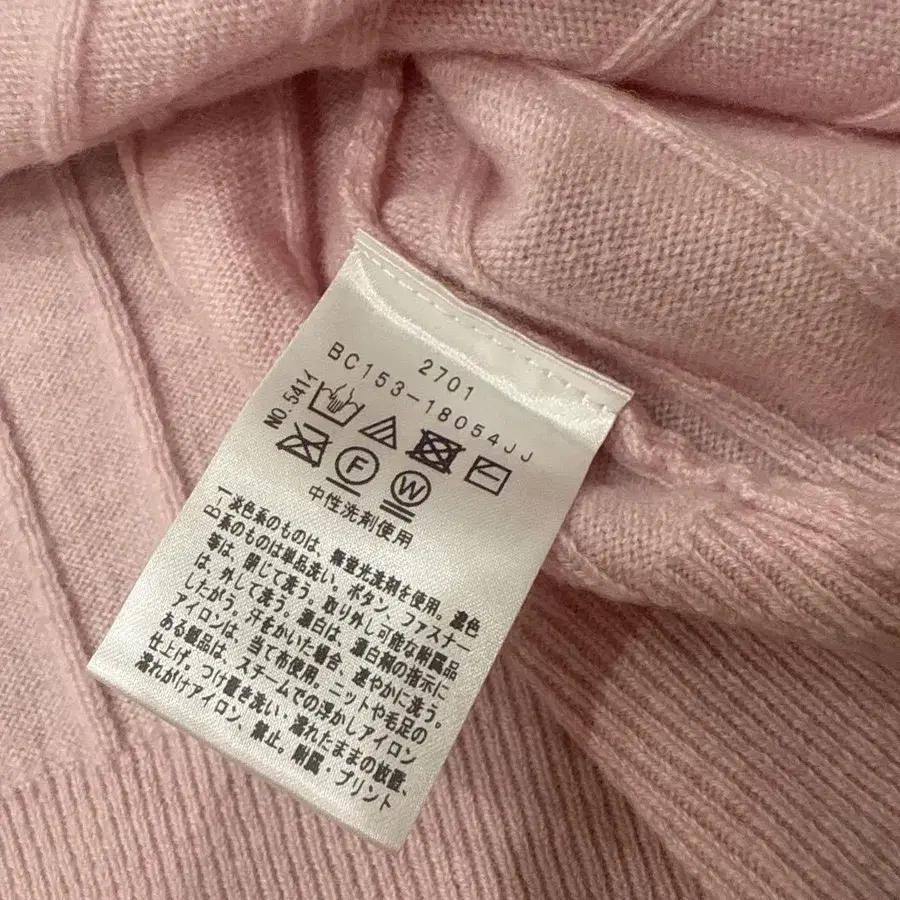 2701
BC153-18054JJ
NO.5414
F W
中性洗剤使用
B-1 淡色系のものは、無蛍光洗剤を使用。濃色
系のものは単品洗い。ボタン、ファスナー
等は、閉じて洗う。取り外し可能な附属品
は、外して洗う。漂白は、漂白剤の指示に
したがう。汗をかいた場合、速やかに洗う。
アイロンは、当て布使用。ニットや毛足の
ある製品は、スチームでの浮かしアイロン
仕上げ。つけ置き洗い・濡れたままの放置、
濡れがけアイロン、禁止。附属・プリント